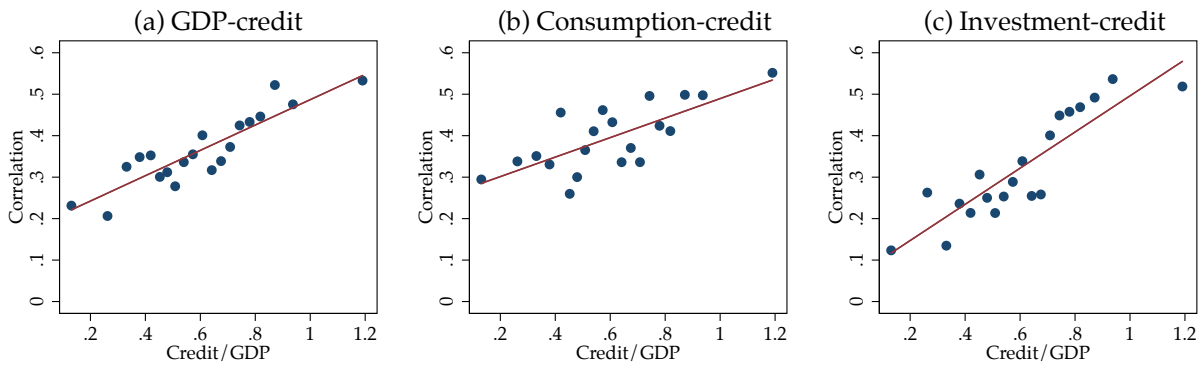 (a) GDP-credit
Correlation
0 .1 .2 .3 .4 .5 .6
.2 .4 .6 .8 1 1.2
Credit/GDP
(b) Consumption-credit
Correlation
0 .1 .2 .3 .4 .5 .6
.2 .4 .6 .8 1 1.2
Credit/GDP
(c) Investment-credit
Correlation
0 .1 .2 .3 .4 .5 .6
.2 .4 .6 .8 1 1.2
Credit/GDP